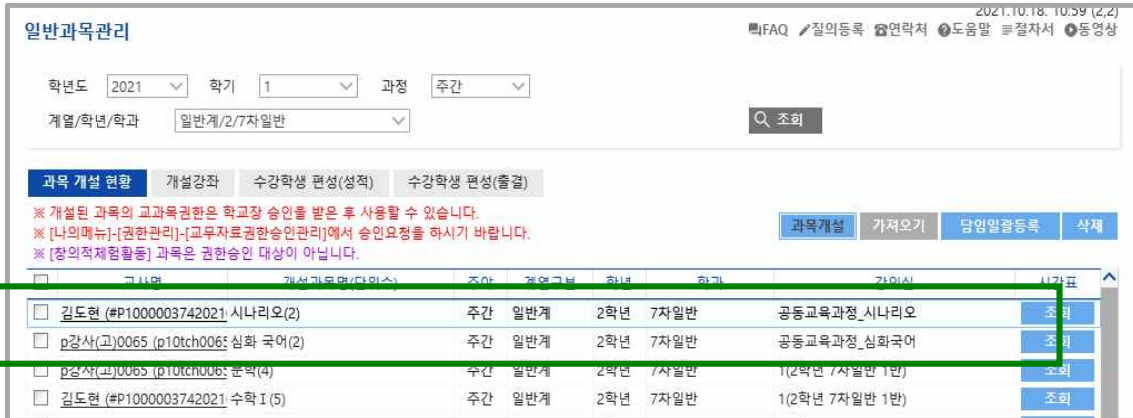 2021.10.18. 10:59 (2,2)
일반과목관리
FAQ 질의등록 연락처 도움말 절차서 동영상
학년도 2021 학기 1 과정 주간
계열/학년/학과 일반계/2/7차일반 조회
과목 개설 현황 개설강좌 수강학생 편성(성적) 수강학생 편성(출결)
※ 개설된 과목의 교과목권한은 학교장 승인을 받은 후 사용할 수 있습니다.
※ [나의메뉴]-[권한관리]-[교무자료권한승인관리]에서 승인요청을 하시기 바랍니다.
※ [창의적체험활동] 과목은 권한승인 대상이 아닙니다.
과목개설 가져오기 담임일괄등록 삭제
교사명 개설과목명(단위수) 주야 계열구분 학년 학과 강의실 시간표
김도현 (#P1000003742021 시나리오(2) 주간 일반계 2학년 7차일반 공동교육과정_시나리오 조회
p강사(고)0065 (p10tch0065 심화 국어(2) 주간 일반계 2학년 7차일반 공동교육과정_심화국어 조회
p강사(고)0065 (p10tch0065 문학(4) 주간 일반계 2학년 7차일반 1(2학년 7차일반 1반) 조회
김도현 (#P1000003742021 수학Ⅰ(5) 주간 일반계 2학년 7차일반 1(2학년 7차일반 1반) 조회